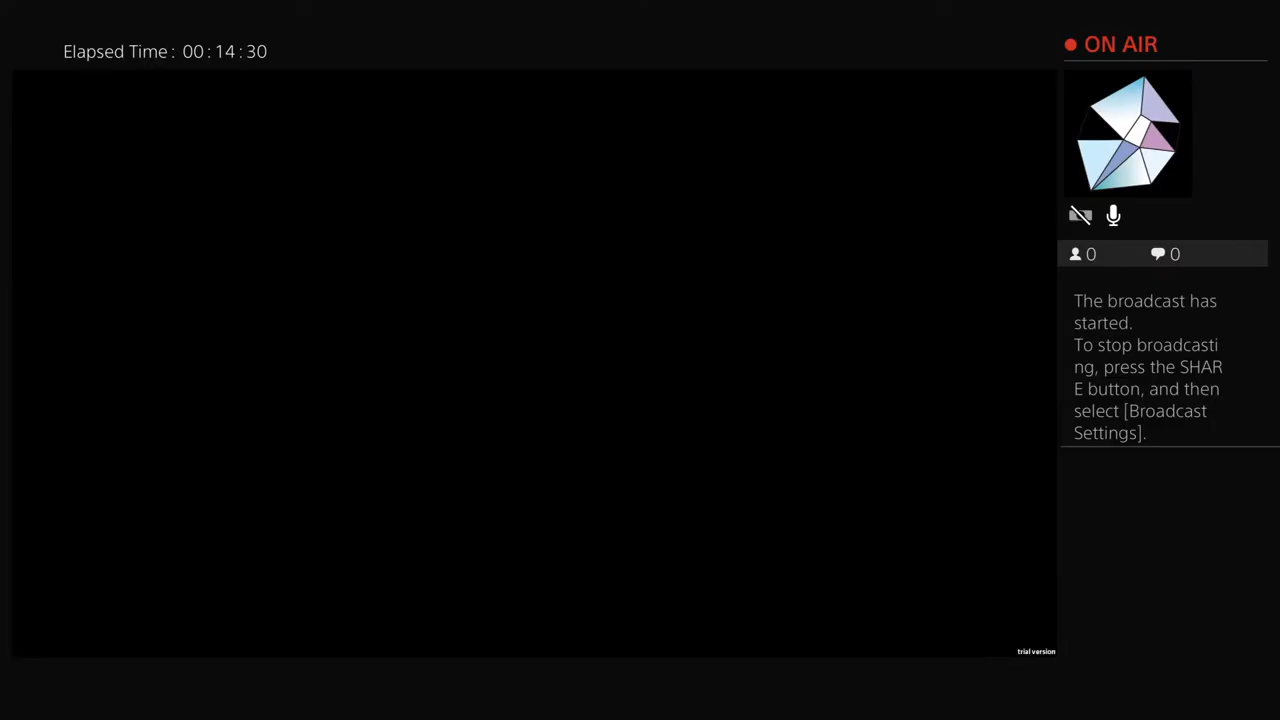 Elapsed Time : 00:14:30
ON AIR
0 0
The broadcast has
started.
To stop broadcasti
ng, press the SHAR
E button, and then
select [Broadcast
Settings].
trial version